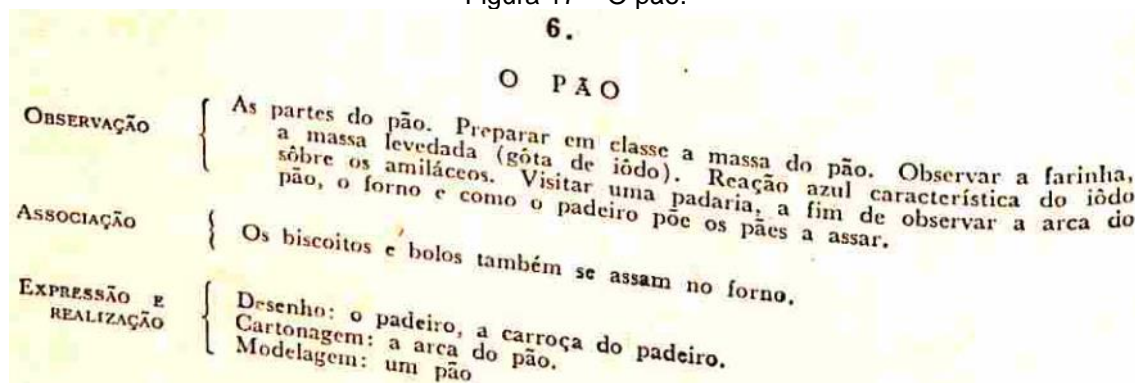 Figura 17 – O pão.
6.
O PÃO
OBSERVAÇÃO
As partes do pão. Preparar em classe a massa do pão. Observar a farinha,
a massa levedada (gôta de iôdo). Reação azul característica do iôdo
sôbre os amiláceos. Visitar uma padaria, a fim de observar a arca do
pão, o forno e como o padeiro põe os pães a assar.
ASSOCIAÇÃO
Os biscoitos e bolos também se assam no forno.
EXPRESSÃO E
REALIZAÇÃO
Desenho: o padeiro, a carroça do padeiro.
Cartonagem: a arca do pão.
Modelagem: um pão